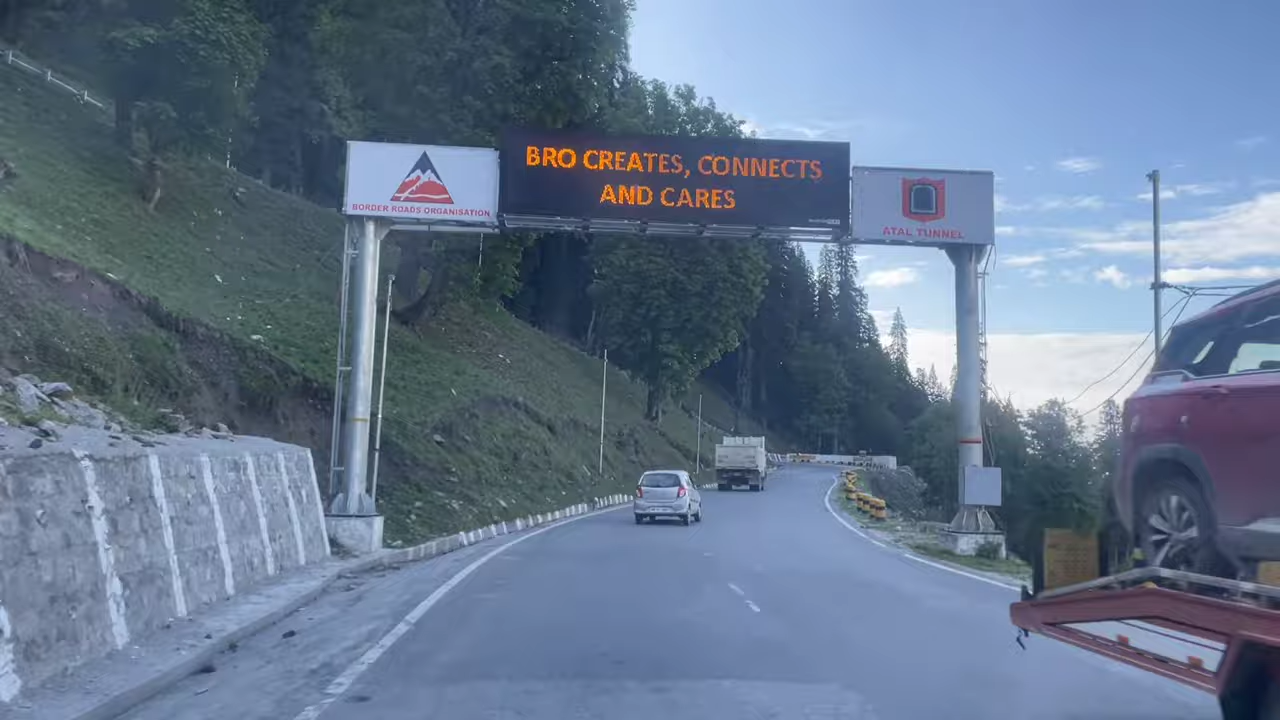 BORDER ROADS ORGANISATION
BRO CREATES, CONNECTS
AND CARES
ATAL TUNNEL